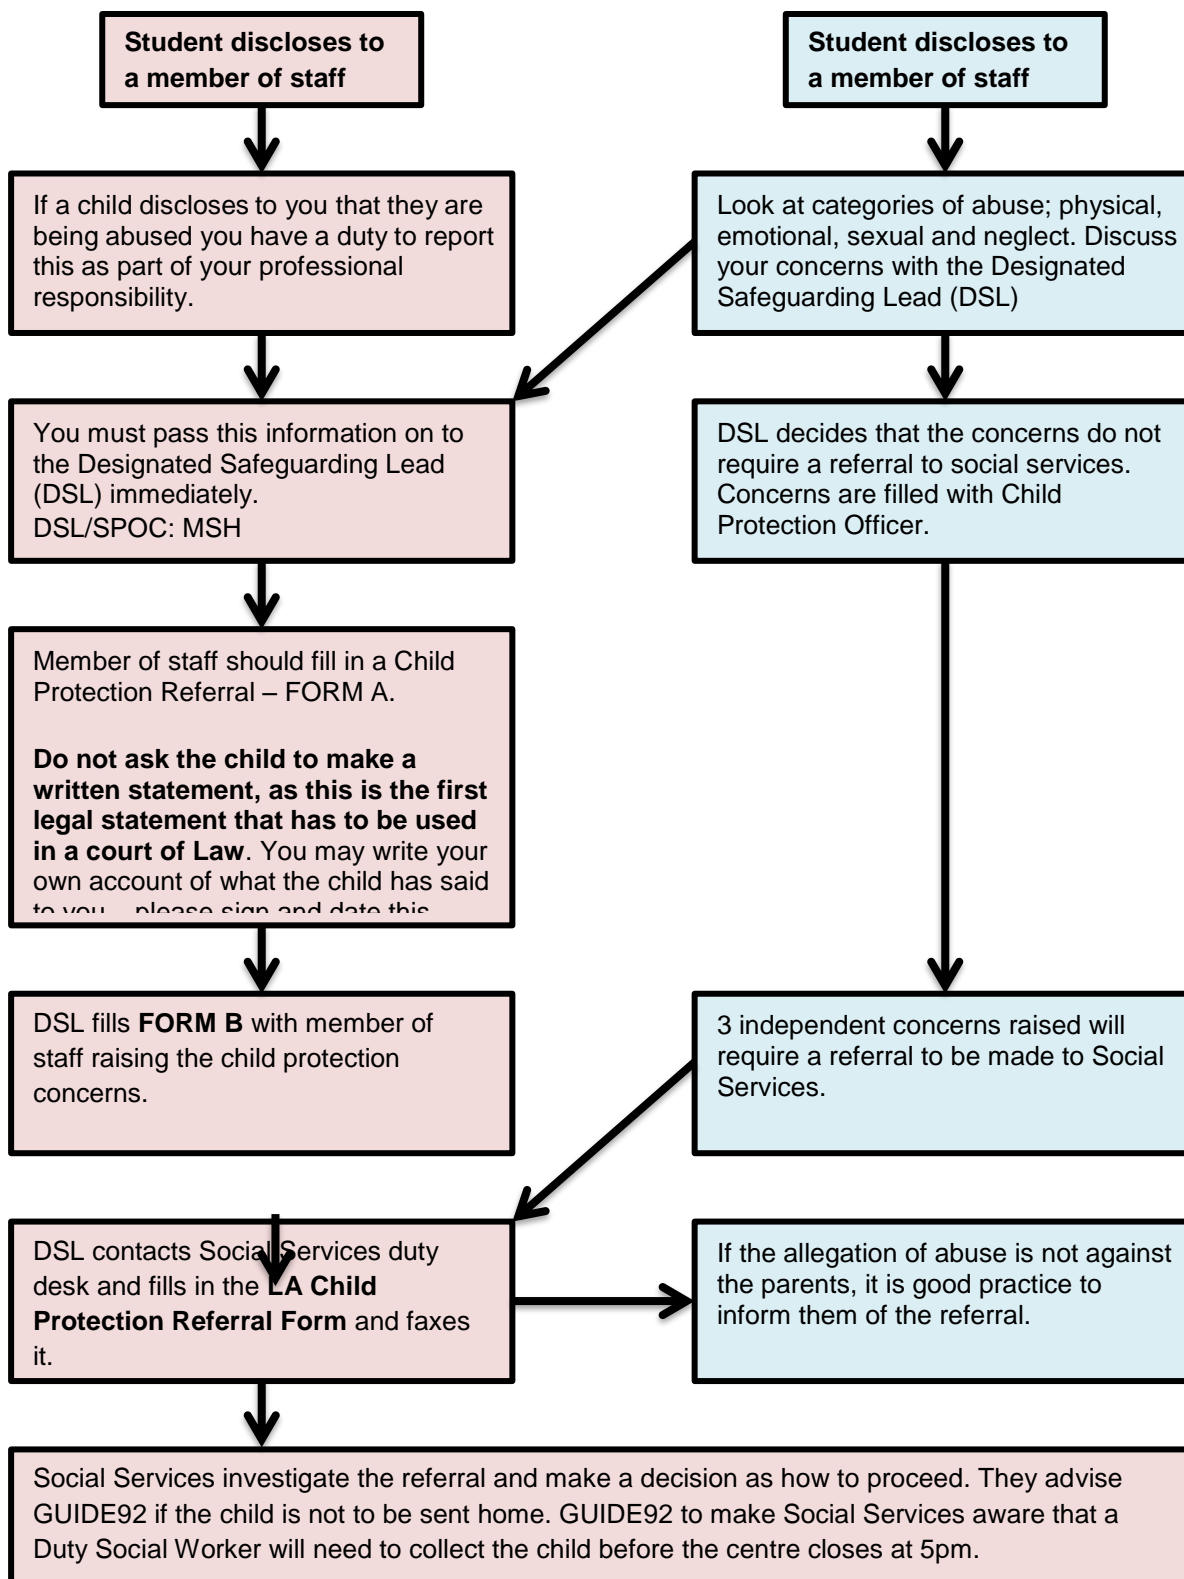 Student discloses to
a member of staff
Student discloses to
a member of staff
If a child discloses to you that they are
being abused you have a duty to report
this as part of your professional
responsibility.
Look at categories of abuse; physical,
emotional, sexual and neglect. Discuss
your concerns with the Designated
Safeguarding Lead (DSL)
You must pass this information on to
the Designated Safeguarding Lead
(DSL) immediately.
DSL/SPOC: MSH
DSL decides that the concerns do not
require a referral to social services.
Concerns are filled with Child
Protection Officer.
Member of staff should fill in a Child
Protection Referral – FORM A.
Do not ask the child to make a
written statement, as this is the first
legal statement that has to be used
in a court of Law. You may write your
own account of what the child has said
to you – please sign and date this
DSL fills FORM B with member of
staff raising the child protection
concerns.
3 independent concerns raised will
require a referral to be made to Social
Services.
DSL contacts Social Services duty
desk and fills in the LA Child
Protection Referral Form and faxes
it.
If the allegation of abuse is not against
the parents, it is good practice to
inform them of the referral.
Social Services investigate the referral and make a decision as how to proceed. They advise
GUIDE92 if the child is not to be sent home. GUIDE92 to make Social Services aware that a
Duty Social Worker will need to collect the child before the centre closes at 5pm.